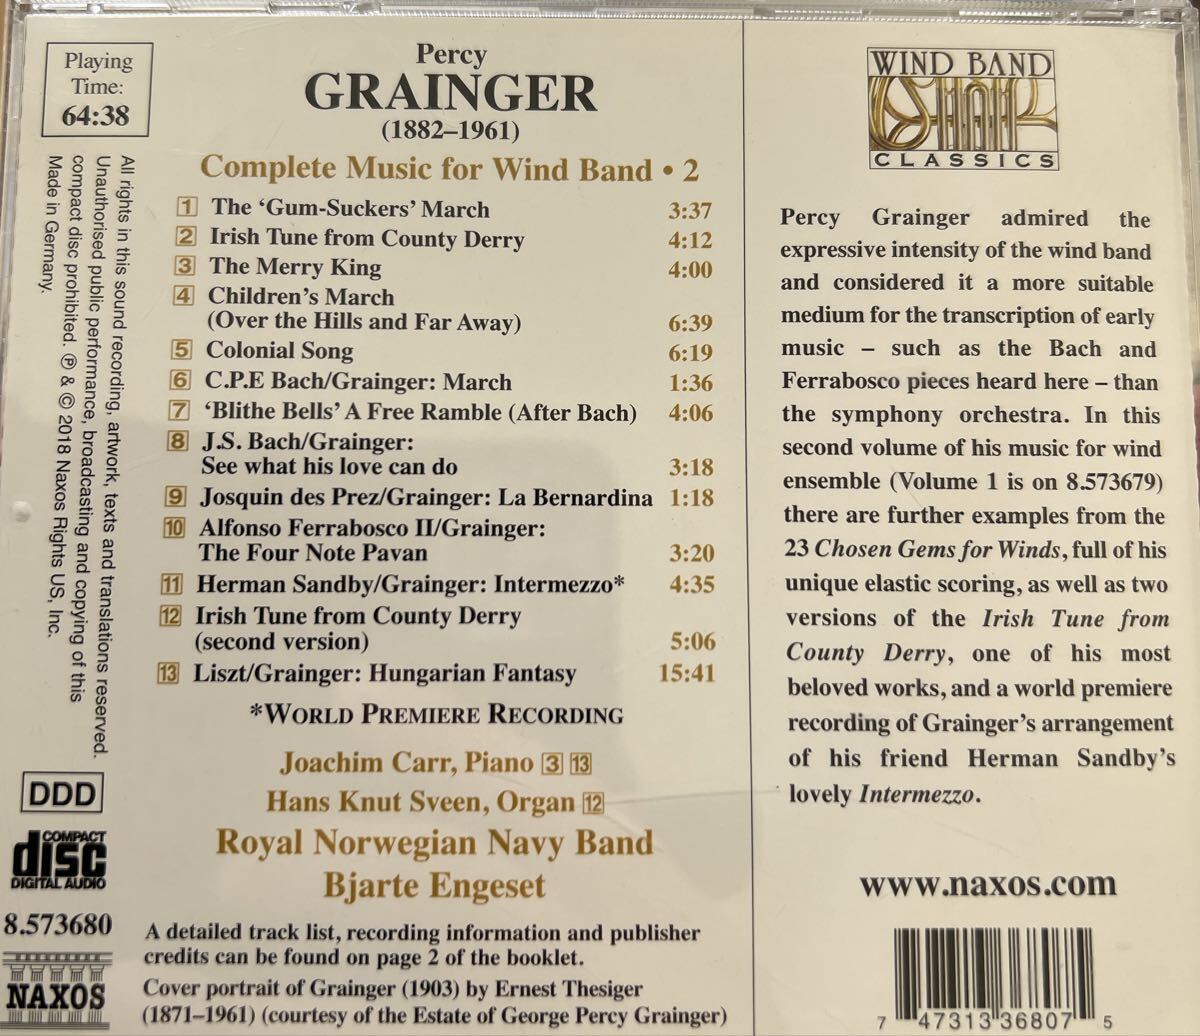 Playing
Time:
64:38
All rights in this sound recording, artwork, texts and translations reserved.
Unauthorised public performance, broadcasting and copying of this
compact disc prohibited. ℗ & © 2018 Naxos Rights US, Inc.
Made in Germany.
DDD
COMPACT
disc
DIGITAL AUDIO
8.573680
NAXOS
Percy
GRAINGER
(1882–1961)
Complete Music for Wind Band • 2
1 The ‘Gum-Suckers’ March 3:37
2 Irish Tune from County Derry 4:12
3 The Merry King 4:00
4 Children’s March
(Over the Hills and Far Away) 6:39
5 Colonial Song 6:19
6 C.P.E Bach/Grainger: March 1:36
7 ‘Blithe Bells’ A Free Ramble (After Bach) 4:06
8 J.S. Bach/Grainger:
See what his love can do 3:18
9 Josquin des Prez/Grainger: La Bernardina 1:18
10 Alfonso Ferrabosco II/Grainger:
The Four Note Pavan 3:20
11 Herman Sandby/Grainger: Intermezzo* 4:35
12 Irish Tune from County Derry
(second version) 5:06
13 Liszt/Grainger: Hungarian Fantasy 15:41
*WORLD PREMIERE RECORDING
Joachim Carr, Piano 3 13
Hans Knut Sveen, Organ 12
Royal Norwegian Navy Band
Bjarte Engeset
A detailed track list, recording information and publisher
credits can be found on page 2 of the booklet.
Cover portrait of Grainger (1903) by Ernest Thesiger
(1871–1961) (courtesy of the Estate of George Percy Grainger)
WIND BAND
CLASSICS
Percy Grainger admired the
expressive intensity of the wind band
and considered it a more suitable
medium for the transcription of early
music – such as the Bach and
Ferrabosco pieces heard here – than
the symphony orchestra. In this
second volume of his music for wind
ensemble (Volume 1 is on 8.573679)
there are further examples from the
23 Chosen Gems for Winds, full of his
unique elastic scoring, as well as two
versions of the Irish Tune from
County Derry, one of his most
beloved works, and a world premiere
recording of Grainger’s arrangement
of his friend Herman Sandby’s
lovely Intermezzo.
www.naxos.com
7 47313 36807 5